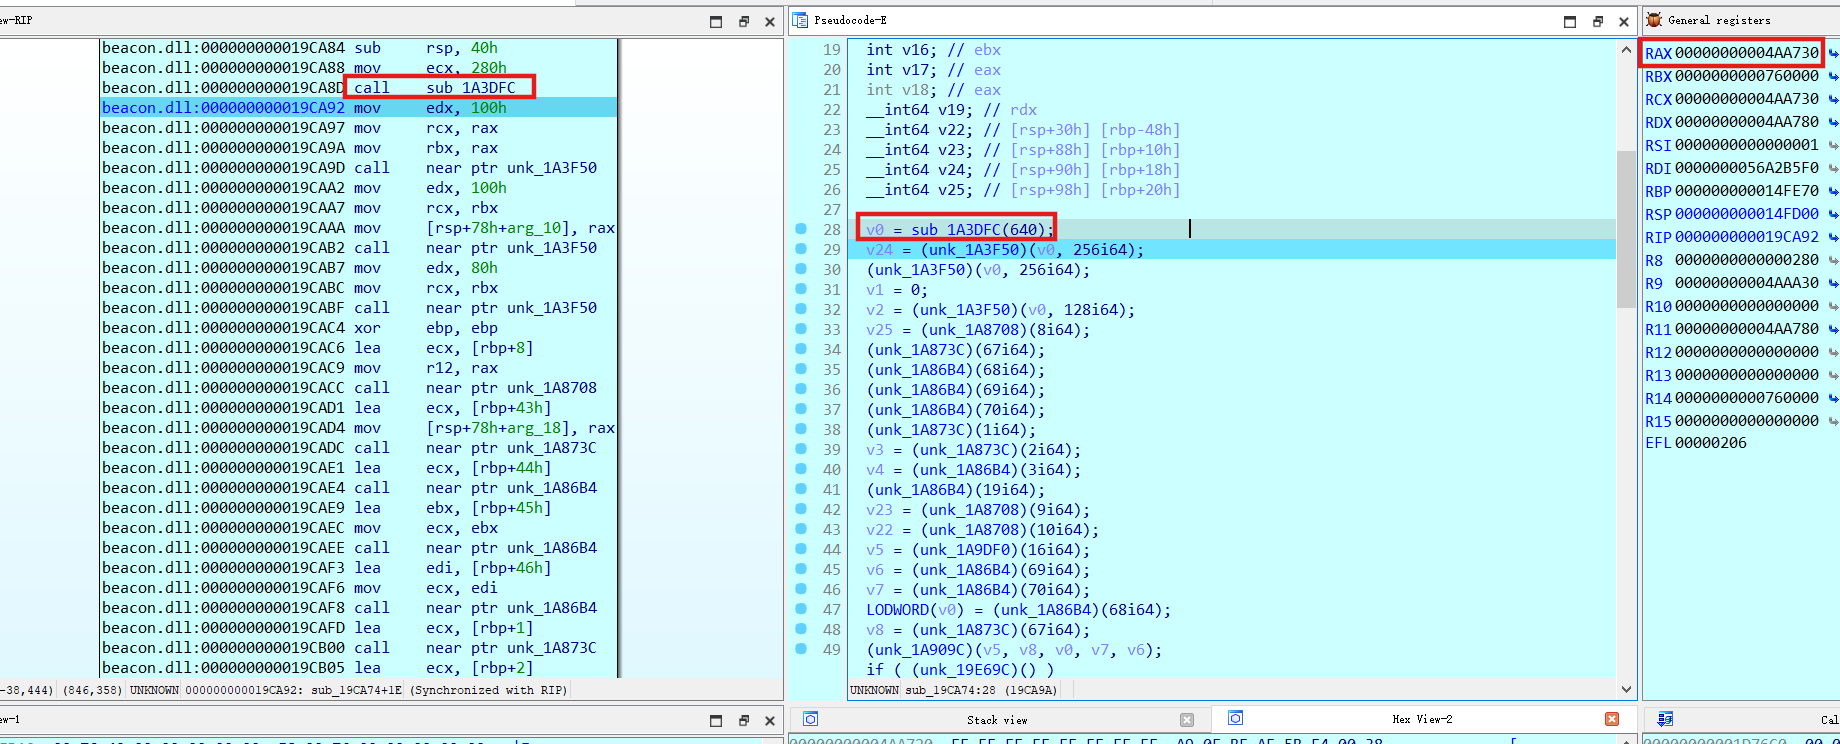 ew-RIP
beacon.dll:000000000019CA84 sub rsp, 40h
beacon.dll:000000000019CA88 mov ecx, 280h
beacon.dll:000000000019CA8D call sub_1A3DFC
beacon.dll:000000000019CA92 mov edx, 100h
beacon.dll:000000000019CA97 mov rcx, rax
beacon.dll:000000000019CA9A mov rbx, rax
beacon.dll:000000000019CA9D call near ptr unk_1A3F50
beacon.dll:000000000019CAA2 mov edx, 100h
beacon.dll:000000000019CAA7 mov rcx, rbx
beacon.dll:000000000019CAAA mov [rsp+78h+arg_10], rax
beacon.dll:000000000019CAB2 call near ptr unk_1A3F50
beacon.dll:000000000019CAB7 mov edx, 80h
beacon.dll:000000000019CABC mov rcx, rbx
beacon.dll:000000000019CABF call near ptr unk_1A3F50
beacon.dll:000000000019CAC4 xor ebp, ebp
beacon.dll:000000000019CAC6 lea ecx, [rbp+8]
beacon.dll:000000000019CAC9 mov r12, rax
beacon.dll:000000000019CACC call near ptr unk_1A8708
beacon.dll:000000000019CAD1 lea ecx, [rbp+43h]
beacon.dll:000000000019CAD4 mov [rsp+78h+arg_18], rax
beacon.dll:000000000019CADC call near ptr unk_1A873C
beacon.dll:000000000019CAE1 lea ecx, [rbp+44h]
beacon.dll:000000000019CAE4 call near ptr unk_1A86B4
beacon.dll:000000000019CAE9 lea ebx, [rbp+45h]
beacon.dll:000000000019CAEC mov ecx, ebx
beacon.dll:000000000019CAEE call near ptr unk_1A86B4
beacon.dll:000000000019CAF3 lea edi, [rbp+46h]
beacon.dll:000000000019CAF6 mov ecx, edi
beacon.dll:000000000019CAF8 call near ptr unk_1A86B4
beacon.dll:000000000019CAFD lea ecx, [rbp+1]
beacon.dll:000000000019CB00 call near ptr unk_1A873C
beacon.dll:000000000019CB05 lea ecx, [rbp+2]
-38,444) (846,358) UNKNOWN 000000000019CA92: sub_19CA74+1E (Synchronized with RIP)
ew-1
Pseudocode-E
19 int v16; // ebx
20 int v17; // eax
21 int v18; // eax
22 __int64 v19; // rdx
23 __int64 v22; // [rsp+30h] [rbp-48h]
24 __int64 v23; // [rsp+88h] [rbp+10h]
25 __int64 v24; // [rsp+90h] [rbp+18h]
26 __int64 v25; // [rsp+98h] [rbp+20h]
27
28 v0 = sub_1A3DFC(640);
29 v24 = (unk_1A3F50)(v0, 256i64);
30 (unk_1A3F50)(v0, 256i64);
31 v1 = 0;
32 v2 = (unk_1A3F50)(v0, 128i64);
33 v25 = (unk_1A8708)(8i64);
34 (unk_1A873C)(67i64);
35 (unk_1A86B4)(68i64);
36 (unk_1A86B4)(69i64);
37 (unk_1A86B4)(70i64);
38 (unk_1A873C)(1i64);
39 v3 = (unk_1A873C)(2i64);
40 v4 = (unk_1A86B4)(3i64);
41 (unk_1A86B4)(19i64);
42 v23 = (unk_1A8708)(9i64);
43 v22 = (unk_1A8708)(10i64);
44 v5 = (unk_1A9DF0)(16i64);
45 v6 = (unk_1A86B4)(69i64);
46 v7 = (unk_1A86B4)(70i64);
47 LODWORD(v0) = (unk_1A86B4)(68i64);
48 v8 = (unk_1A873C)(67i64);
49 (unk_1A909C)(v5, v8, v0, v7, v6);
if ( (unk_19E69C)() )
UNKNOWN sub_19CA74:28 (19CA9A)
Stack view
Hex View-2
General registers
RAX 00000000004AA730
RBX 0000000000760000
RCX 00000000004AA730
RDX 00000000004AA780
RSI 0000000000000001
RDI 0000000056A2B5F0
RBP 000000000014FE70
RSP 000000000014FD00
RIP 000000000019CA92
R8 0000000000000280
R9 00000000004AAA30
R10 0000000000000000
R11 00000000004AA780
R12 0000000000000000
R13 0000000000000000
R14 0000000000760000
R15 0000000000000000
EFL 00000206
Cal